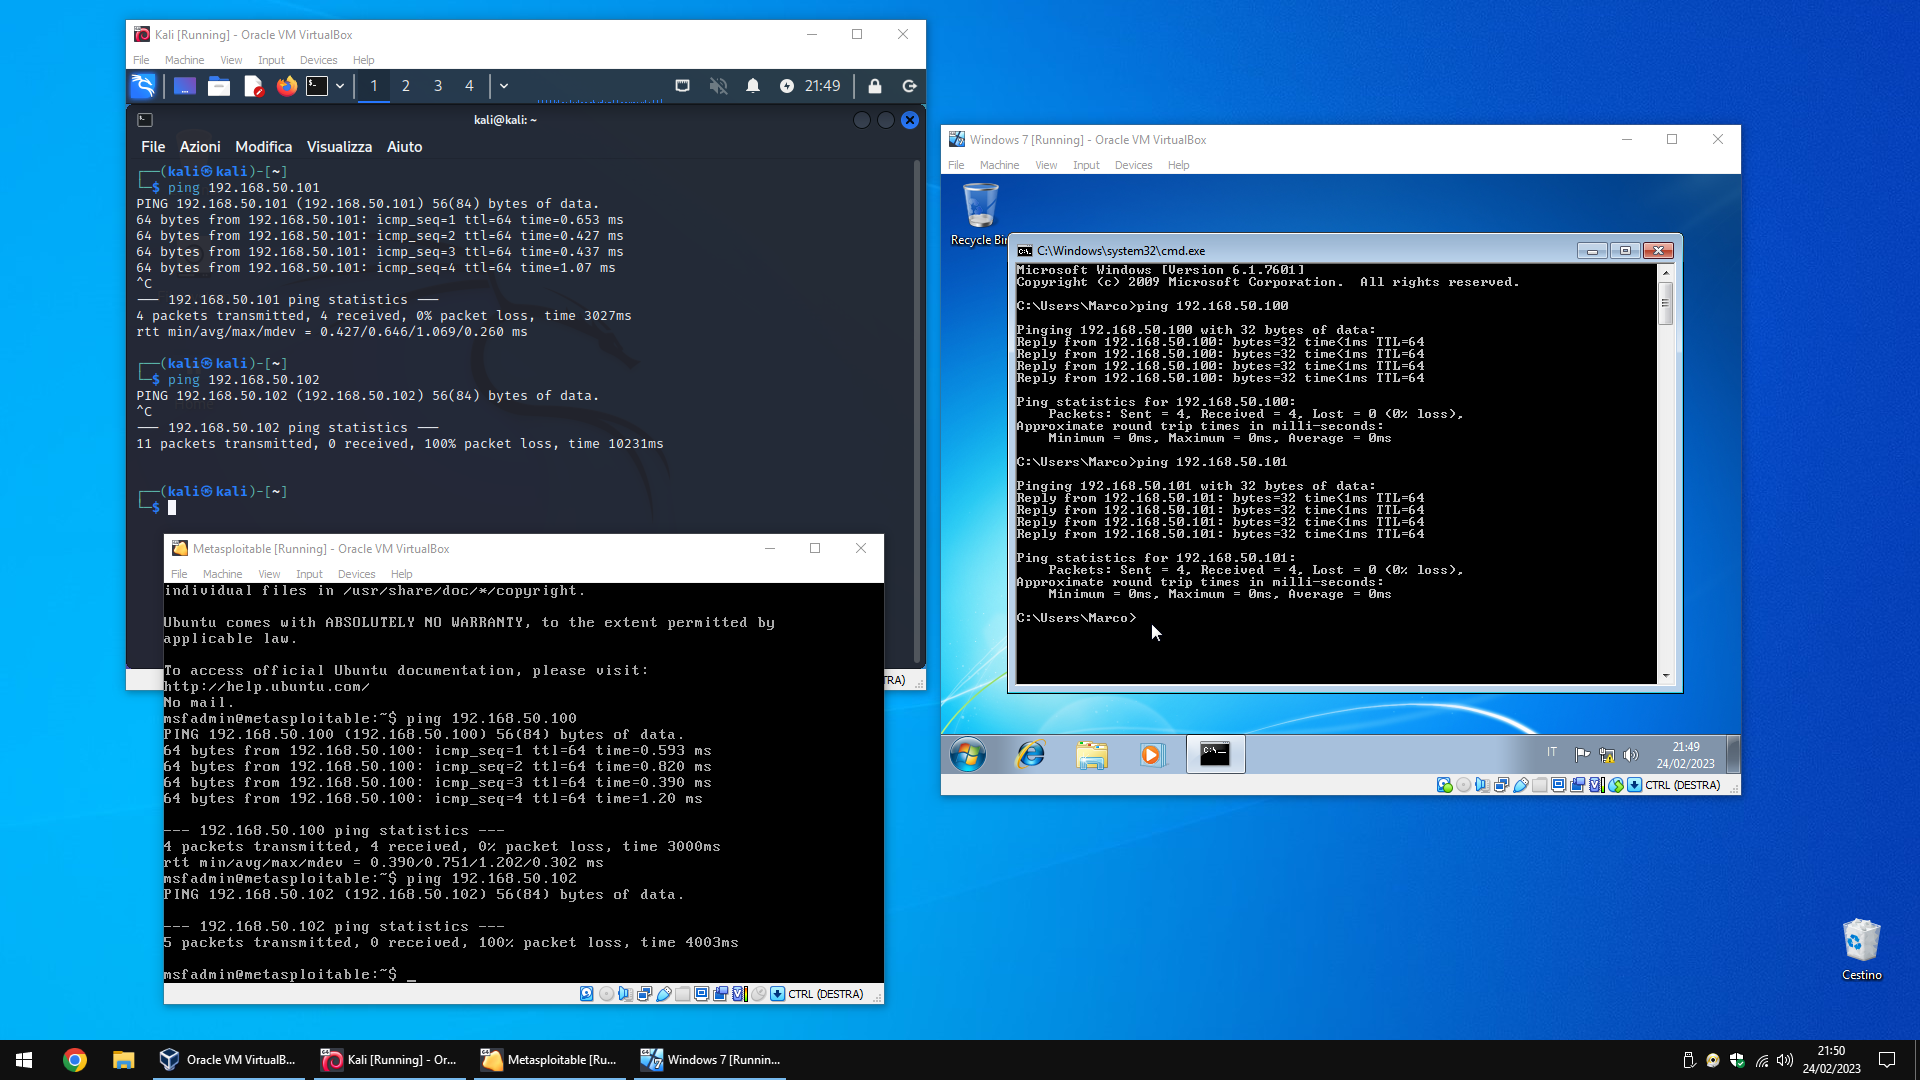 Kali [Running] - Oracle VM VirtualBox
File Machine View Input Devices Help
1 2 3 4 21:49
kali@kali: ~
File Azioni Modifica Visualizza Aiuto
┌──(kali㉿kali)-[~]
└─$ ping 192.168.50.101
PING 192.168.50.101 (192.168.50.101) 56(84) bytes of data.
64 bytes from 192.168.50.101: icmp_seq=1 ttl=64 time=0.653 ms
64 bytes from 192.168.50.101: icmp_seq=2 ttl=64 time=0.427 ms
64 bytes from 192.168.50.101: icmp_seq=3 ttl=64 time=0.437 ms
64 bytes from 192.168.50.101: icmp_seq=4 ttl=64 time=1.07 ms
^C
--- 192.168.50.101 ping statistics ---
4 packets transmitted, 4 received, 0% packet loss, time 3027ms
rtt min/avg/max/mdev = 0.427/0.646/1.069/0.260 ms
┌──(kali㉿kali)-[~]
└─$ ping 192.168.50.102
PING 192.168.50.102 (192.168.50.102) 56(84) bytes of data.
^C
--- 192.168.50.102 ping statistics ---
11 packets transmitted, 0 received, 100% packet loss, time 10231ms
┌──(kali㉿kali)-[~]
└─$
TRA)
Metasploitable [Running] - Oracle VM VirtualBox
File Machine View Input Devices Help
individual files in /usr/share/doc/*/copyright.
Ubuntu comes with ABSOLUTELY NO WARRANTY, to the extent permitted by
applicable law.
To access official Ubuntu documentation, please visit:
http://help.ubuntu.com/
No mail.
msfadmin@metasploitable:~$ ping 192.168.50.100
PING 192.168.50.100 (192.168.50.100) 56(84) bytes of data.
64 bytes from 192.168.50.100: icmp_seq=1 ttl=64 time=0.593 ms
64 bytes from 192.168.50.100: icmp_seq=2 ttl=64 time=0.820 ms
64 bytes from 192.168.50.100: icmp_seq=3 ttl=64 time=0.390 ms
64 bytes from 192.168.50.100: icmp_seq=4 ttl=64 time=1.20 ms
--- 192.168.50.100 ping statistics ---
4 packets transmitted, 4 received, 0% packet loss, time 3000ms
rtt min/avg/max/mdev = 0.390/0.751/1.202/0.302 ms
msfadmin@metasploitable:~$ ping 192.168.50.102
PING 192.168.50.102 (192.168.50.102) 56(84) bytes of data.
--- 192.168.50.102 ping statistics ---
5 packets transmitted, 0 received, 100% packet loss, time 4003ms
msfadmin@metasploitable:~$ _
CTRL (DESTRA)
Windows 7 [Running] - Oracle VM VirtualBox
File Machine View Input Devices Help
Recycle Bin
C:\Windows\system32\cmd.exe
Microsoft Windows [Version 6.1.7601]
Copyright (c) 2009 Microsoft Corporation. All rights reserved.
C:\Users\Marco>ping 192.168.50.100
Pinging 192.168.50.100 with 32 bytes of data:
Reply from 192.168.50.100: bytes=32 time<1ms TTL=64
Reply from 192.168.50.100: bytes=32 time<1ms TTL=64
Reply from 192.168.50.100: bytes=32 time<1ms TTL=64
Reply from 192.168.50.100: bytes=32 time<1ms TTL=64
Ping statistics for 192.168.50.100:
Packets: Sent = 4, Received = 4, Lost = 0 (0% loss),
Approximate round trip times in milli-seconds:
Minimum = 0ms, Maximum = 0ms, Average = 0ms
C:\Users\Marco>ping 192.168.50.101
Pinging 192.168.50.101 with 32 bytes of data:
Reply from 192.168.50.101: bytes=32 time<1ms TTL=64
Reply from 192.168.50.101: bytes=32 time<1ms TTL=64
Reply from 192.168.50.101: bytes=32 time<1ms TTL=64
Reply from 192.168.50.101: bytes=32 time<1ms TTL=64
Ping statistics for 192.168.50.101:
Packets: Sent = 4, Received = 4, Lost = 0 (0% loss),
Approximate round trip times in milli-seconds:
Minimum = 0ms, Maximum = 0ms, Average = 0ms
C:\Users\Marco>
IT 21:49
24/02/2023
CTRL (DESTRA)
Cestino
Oracle VM VirtualB... Kali [Running] - Or... Metasploitable [Ru... Windows 7 [Runnin...
21:50
24/02/2023